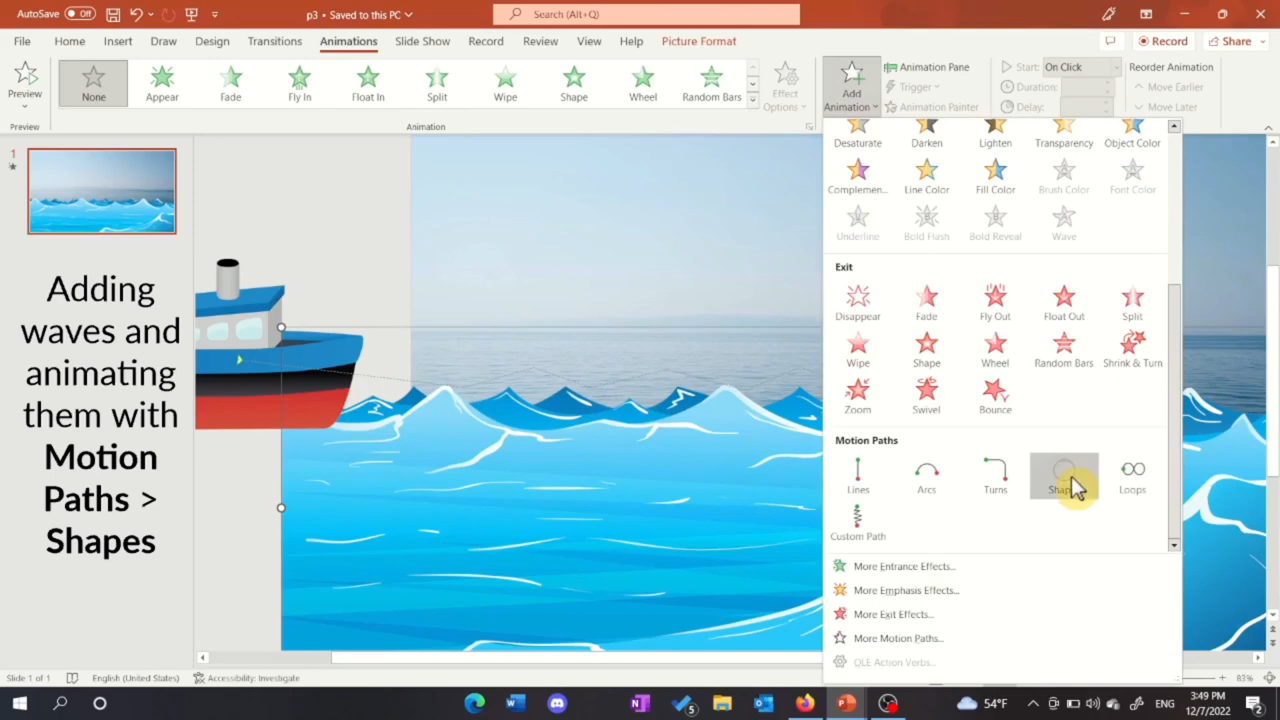 AutoSave Off
p3 • Saved to this PC
Search (Alt+Q)
File Home Insert Draw Design Transitions Animations Slide Show Record Review View Help Picture Format
Record Share
Preview
None Appear Fade Fly In Float In Split Wipe Shape Wheel Random Bars
Effect
Options
Add
Animation
Animation Pane
Trigger
Animation Painter
Start: On Click
Duration:
Delay:
Reorder Animation
Move Earlier
Move Later
Preview
Animation
1
Desaturate Darken Lighten Transparency Object Color
Complemen... Line Color Fill Color Brush Color Font Color
Underline Bold Flash Bold Reveal Wave
Exit
Disappear Fade Fly Out Float Out Split
Wipe Shape Wheel Random Bars Shrink & Turn
Zoom Swivel Bounce
Motion Paths
Lines Arcs Turns Loops
Custom Path
More Entrance Effects...
More Emphasis Effects...
More Exit Effects...
More Motion Paths...
OLE Action Verbs...
Adding
waves and
animating
them with
Motion
Paths >
Shapes
Slide 1 of 1
English (United States)
Accessibility: Investigate
83%
5
54°F
ENG
3:49 PM
12/7/2022
2